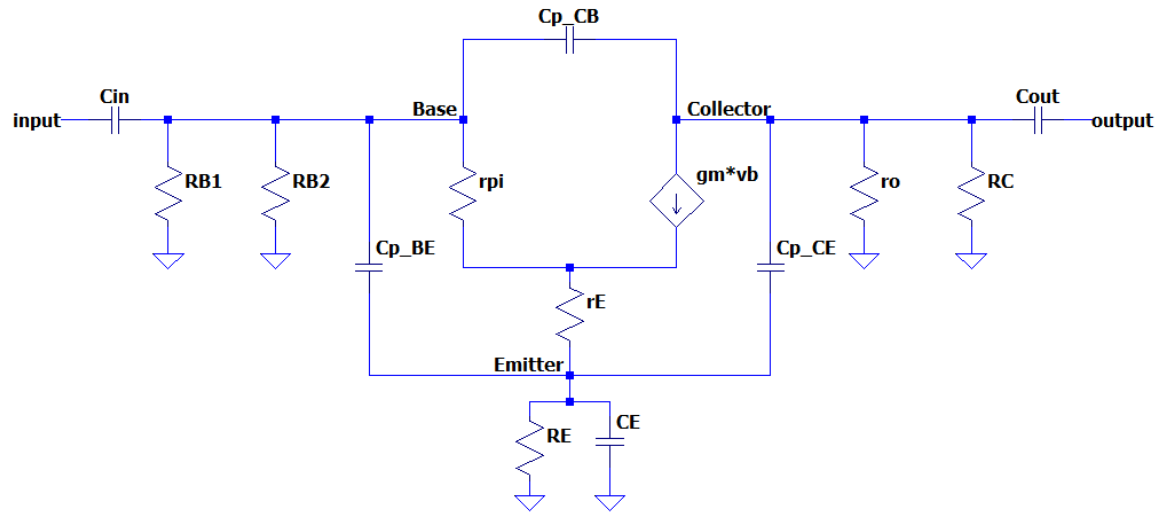 Cp_CB
Cin
Base
Collector
Cout
input
output
RB1
RB2
rpi
gm*vb
ro
RC
Cp_BE
Cp_CE
rE
Emitter
RE
CE